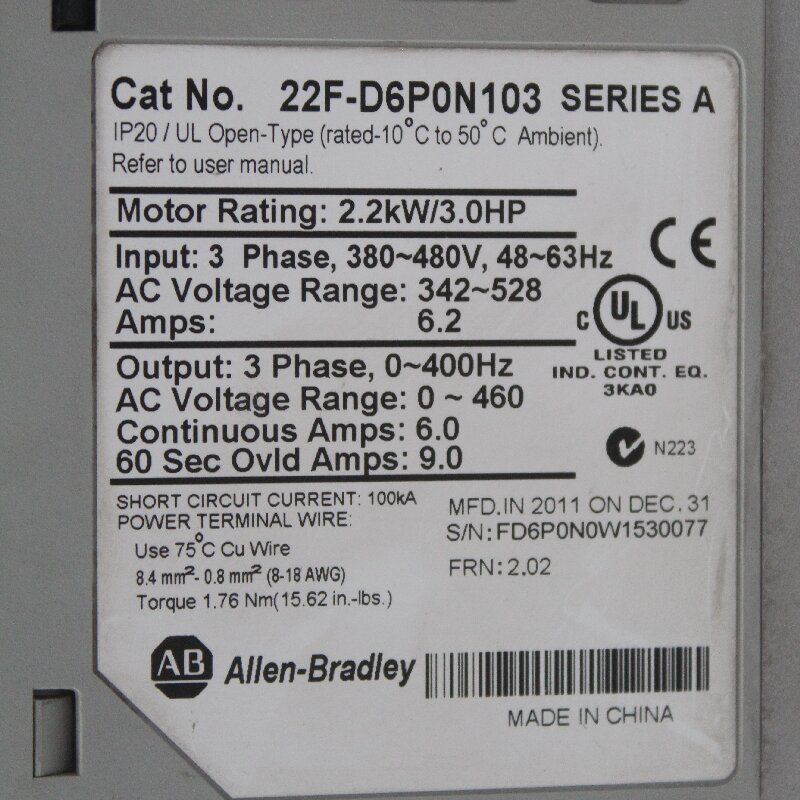 Cat No. 22F-D6P0N103 SERIES A
IP20 / UL Open-Type (rated-10°C to 50°C Ambient).
Refer to user manual.
Motor Rating: 2.2kW/3.0HP
Input: 3 Phase, 380~480V, 48~63Hz
AC Voltage Range: 342~528
Amps: 6.2
CE
C UL US
LISTED
IND. CONT. EQ.
3KA0
Output: 3 Phase, 0~400Hz
AC Voltage Range: 0 ~ 460
Continuous Amps: 6.0
60 Sec Ovld Amps: 9.0
N223
SHORT CIRCUIT CURRENT: 100kA
POWER TERMINAL WIRE:
Use 75°C Cu Wire
8.4 mm²- 0.8 mm² (8-18 AWG)
Torque 1.76 Nm(15.62 in.-lbs.)
MFD.IN 2011 ON DEC. 31
S/N: FD6P0N0W1530077
FRN: 2.02
AB Allen-Bradley
MADE IN CHINA